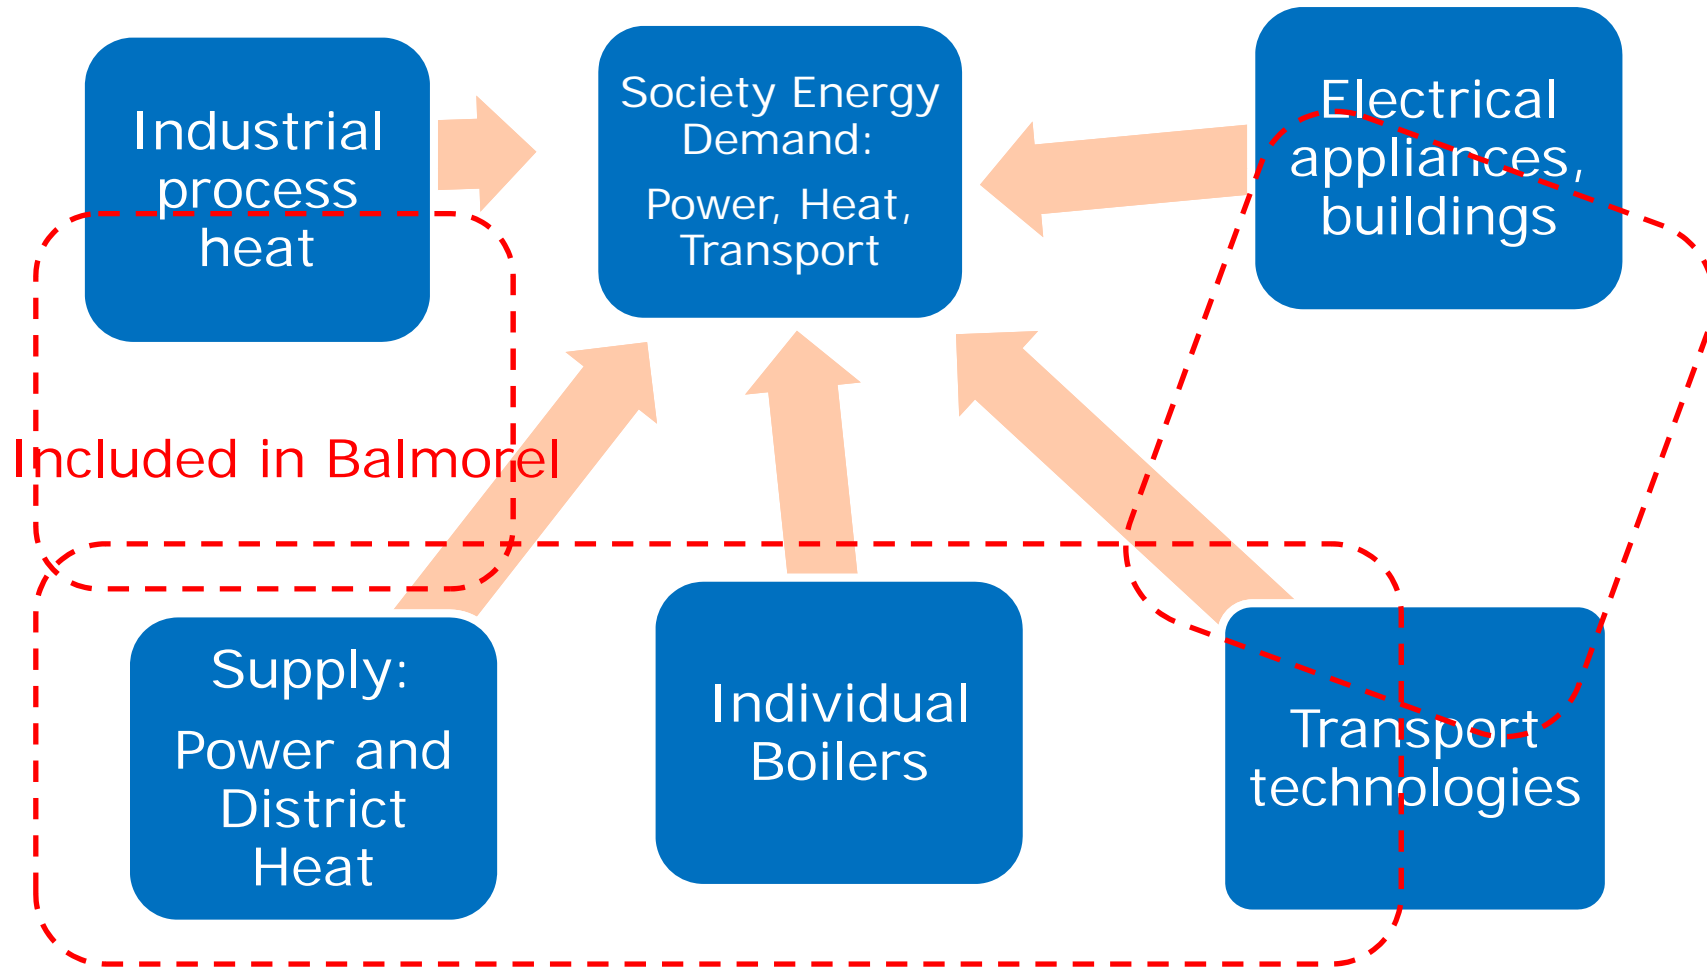 Industrial
process
heat
Society Energy
Demand:
Power, Heat,
Transport
Electrical
appliances,
buildings
Included in Balmorel
Supply:
Power and
District
Heat
Individual
Boilers
Transport
technologies